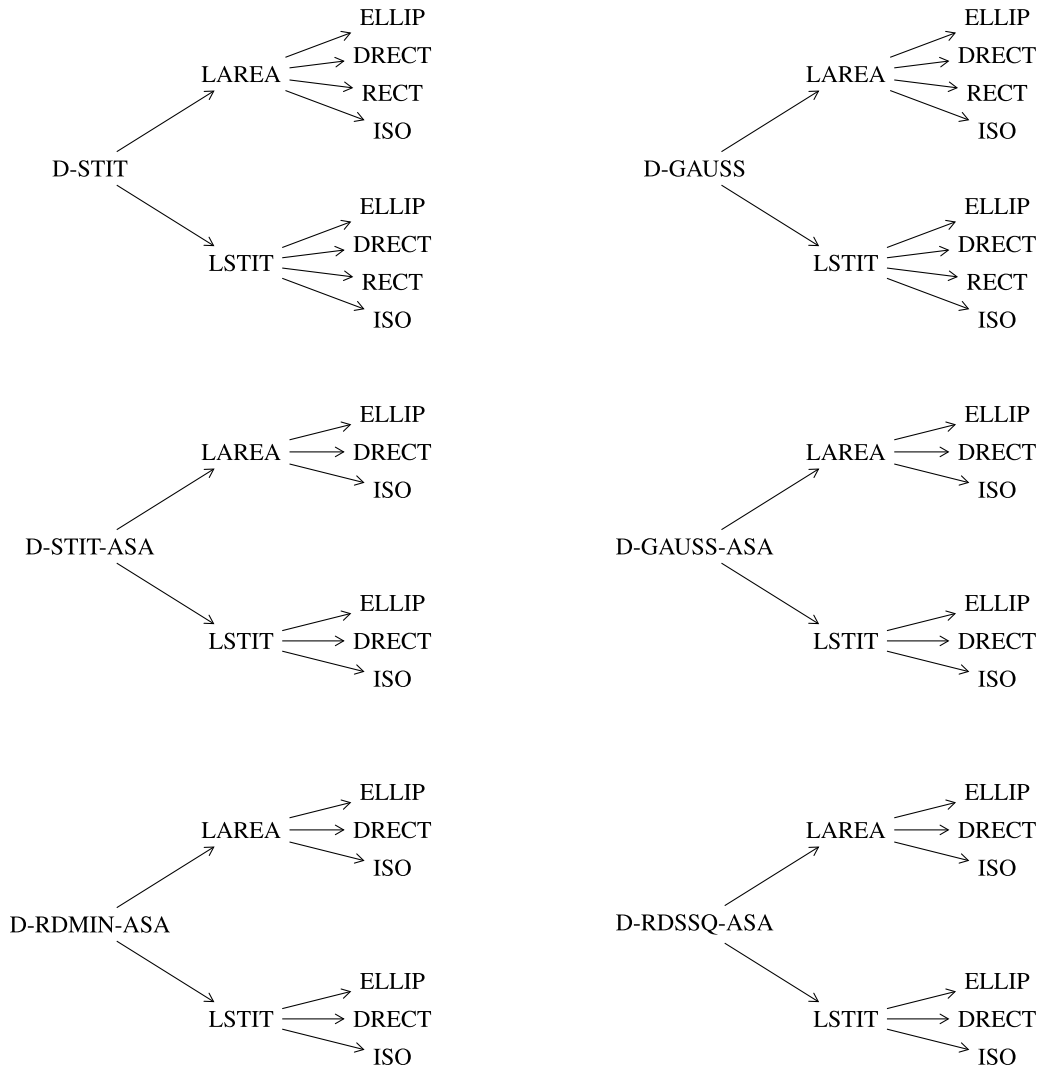 ELLIP
DRECT
LAREA
RECT
ISO
D-STIT
ELLIP
DRECT
LSTIT
RECT
ISO
ELLIP
DRECT
LAREA
RECT
ISO
D-GAUSS
ELLIP
DRECT
LSTIT
RECT
ISO
ELLIP
LAREA
DRECT
ISO
D-STIT-ASA
ELLIP
LSTIT
DRECT
ISO
ELLIP
LAREA
DRECT
ISO
D-GAUSS-ASA
ELLIP
LSTIT
DRECT
ISO
ELLIP
LAREA
DRECT
ISO
D-RDMIN-ASA
ELLIP
LSTIT
DRECT
ISO
ELLIP
LAREA
DRECT
ISO
D-RDSSQ-ASA
ELLIP
LSTIT
DRECT
ISO